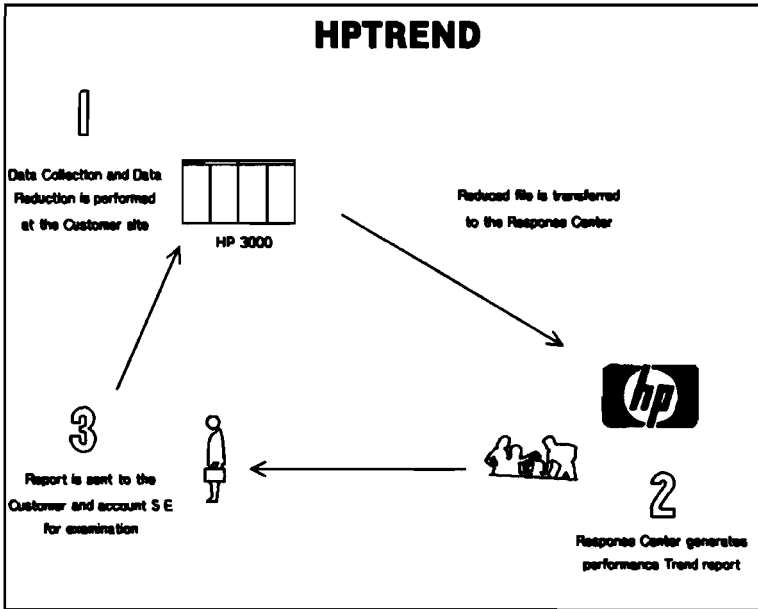 HPTREND
1
Data Collection and Data
Reduction is performed
at the Customer site
HP 3000
Reduced file is transferred
to the Response Center
hp
2
Response Center generates
performance Trend report
3
Report is sent to the
Customer and account S E
for examination